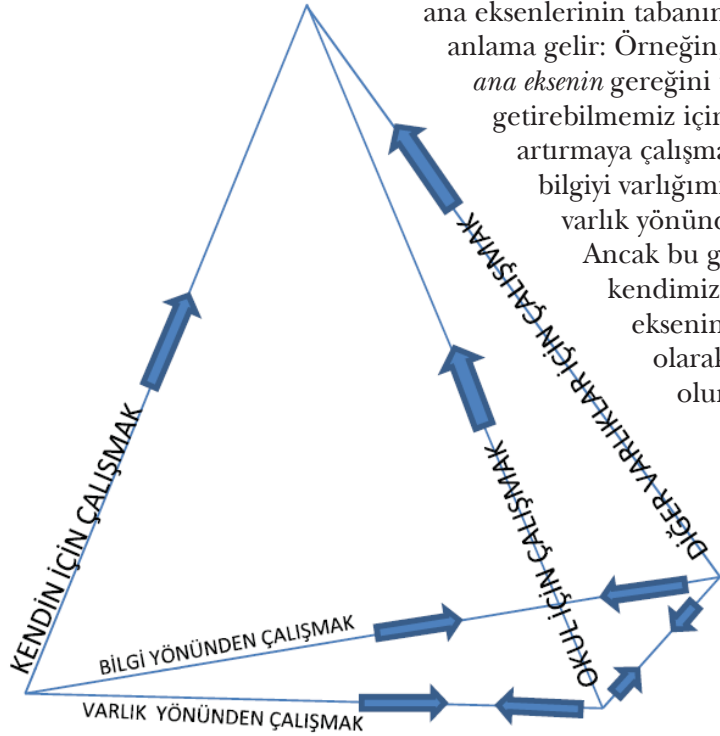 ana eksenlerinin tabanın
anlama gelir: Örneğin,
ana eksenin gereğini
getirebilmemiz için
artırmaya çalışma
bilgiyi varlığımı
varlık yönünd
Ancak bu g
kendimiz
eksenin
olarak
olur
KENDİN İÇİN ÇALIŞMAK
OKUL İÇİN ÇALIŞMAK
DİĞER VARLIKLAR İÇİN ÇALIŞMAK
BİLGİ YÖNÜNDEN ÇALIŞMAK
VARLIK YÖNÜNDEN ÇALIŞMAK